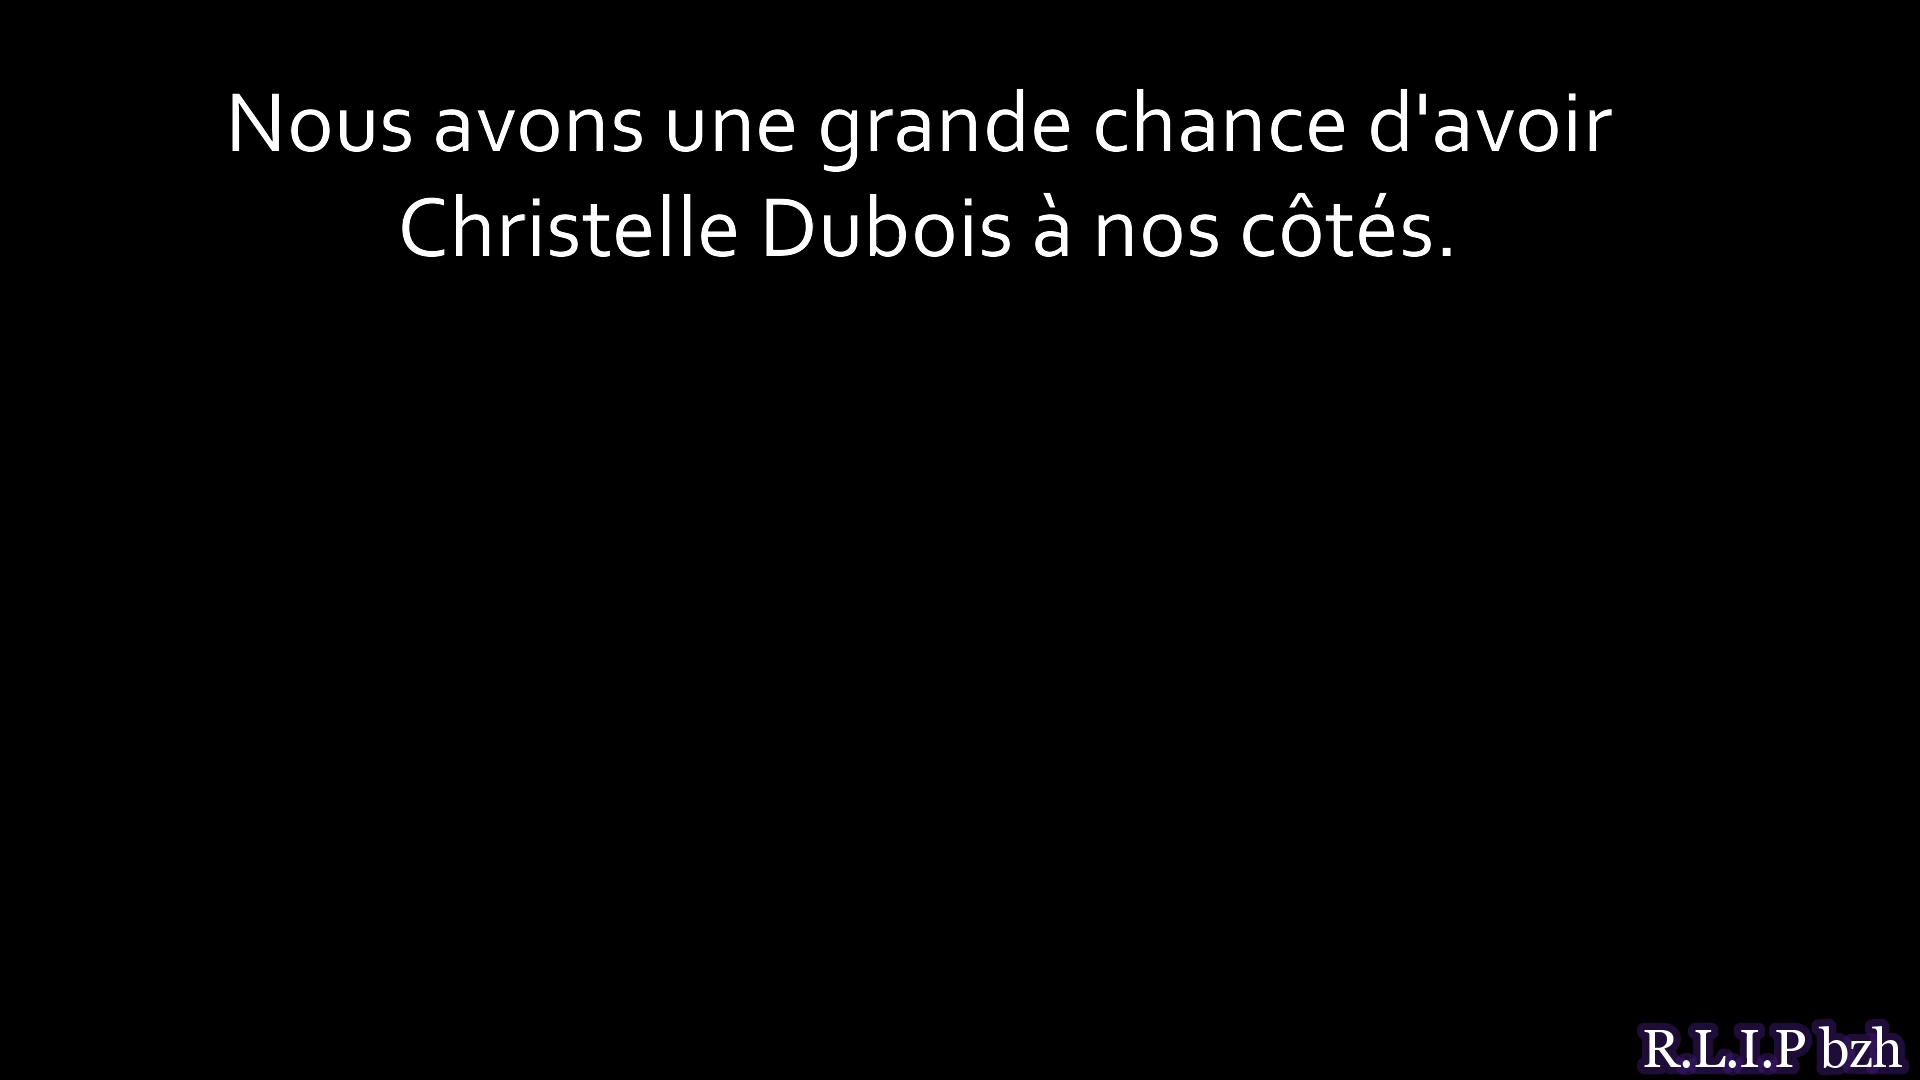 Nous avons une grande chance d'avoir
Christelle Dubois à nos côtés.
R.L.I.P bzh